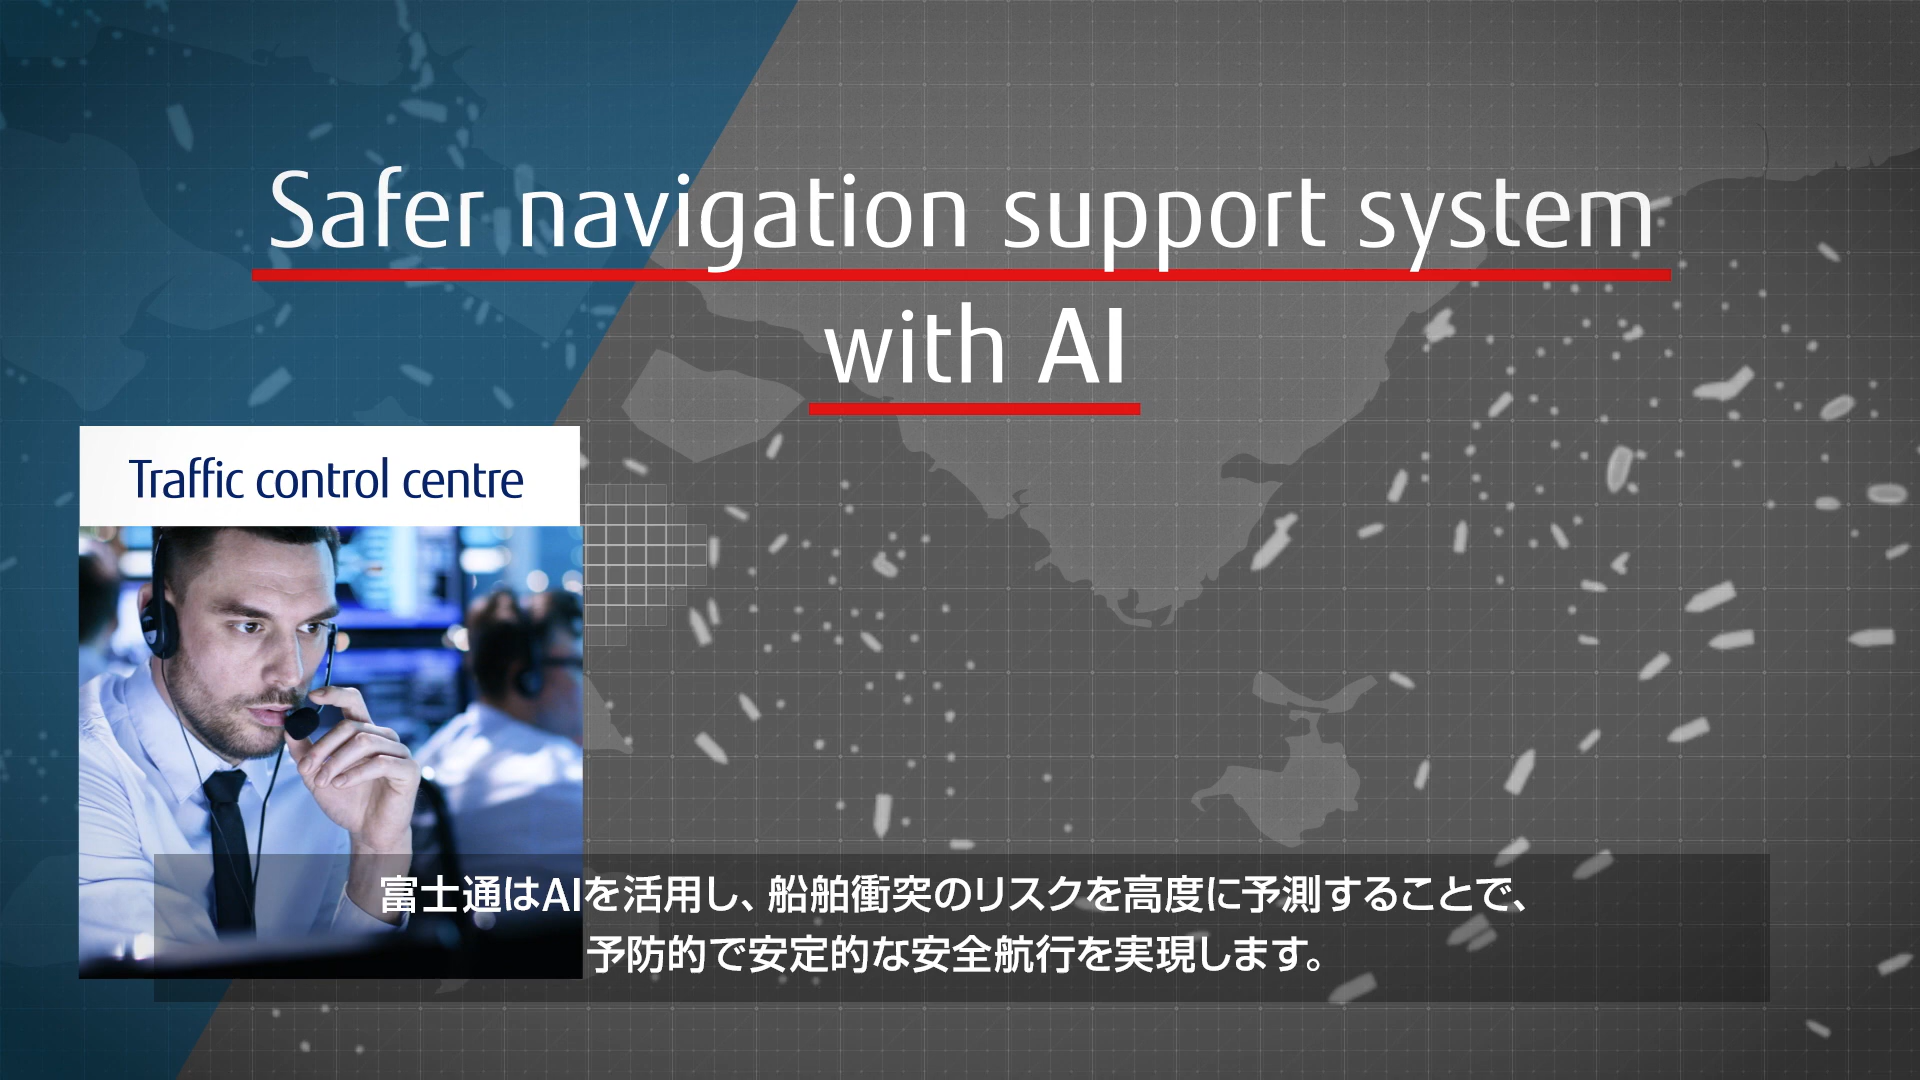 Safer navigation support system
with AI
Traffic control centre
富士通はAIを活用し、船舶衝突のリスクを高度に予測することで、
予防的で安定的な安全航行を実現します。